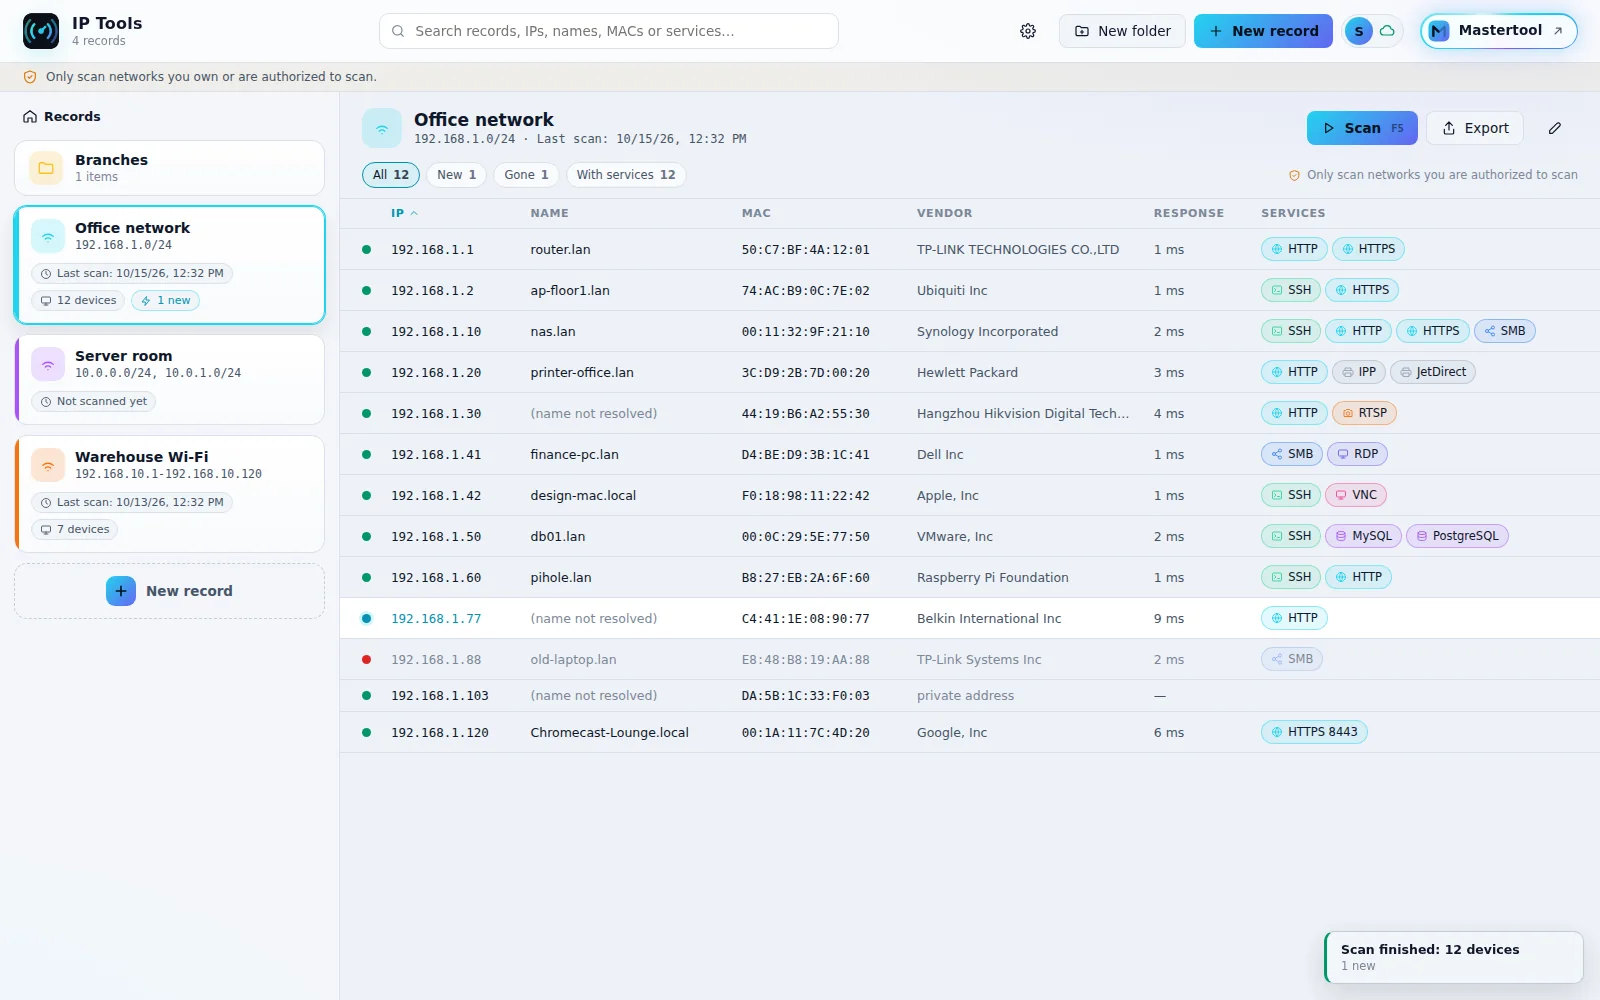 IP Tools
4 records
Search records, IPs, names, MACs or services...
New folder
New record
S
Mastertool
Only scan networks you own or are authorized to scan.
Records
Branches
1 items
Office network
192.168.1.0/24
Last scan: 10/15/26, 12:32 PM
12 devices
1 new
Server room
10.0.0.0/24, 10.0.1.0/24
Not scanned yet
Warehouse Wi-Fi
192.168.10.1-192.168.10.120
Last scan: 10/13/26, 12:32 PM
7 devices
New record
Office network
192.168.1.0/24 · Last scan: 10/15/26, 12:32 PM
Scan F5
Export
All 12
New 1
Gone 1
With services 12
Only scan networks you are authorized to scan
IP NAME MAC VENDOR RESPONSE SERVICES
192.168.1.1 router.lan 50:C7:BF:4A:12:01 TP-LINK TECHNOLOGIES CO.,LTD 1 ms HTTP HTTPS
192.168.1.2 ap-floor1.lan 74:AC:B9:0C:7E:02 Ubiquiti Inc 1 ms SSH HTTPS
192.168.1.10 nas.lan 00:11:32:9F:21:10 Synology Incorporated 2 ms SSH HTTP HTTPS SMB
192.168.1.20 printer-office.lan 3C:D9:2B:7D:00:20 Hewlett Packard 3 ms HTTP IPP JetDirect
192.168.1.30 (name not resolved) 44:19:B6:A2:55:30 Hangzhou Hikvision Digital Tech... 4 ms HTTP RTSP
192.168.1.41 finance-pc.lan D4:BE:D9:3B:1C:41 Dell Inc 1 ms SMB RDP
192.168.1.42 design-mac.local F0:18:98:11:22:42 Apple, Inc 1 ms SSH VNC
192.168.1.50 db01.lan 00:0C:29:5E:77:50 VMware, Inc 2 ms SSH MySQL PostgreSQL
192.168.1.60 pihole.lan B8:27:EB:2A:6F:60 Raspberry Pi Foundation 1 ms SSH HTTP
192.168.1.77 (name not resolved) C4:41:1E:08:90:77 Belkin International Inc 9 ms HTTP
192.168.1.88 old-laptop.lan E8:48:B8:19:AA:88 TP-Link Systems Inc 2 ms SMB
192.168.1.103 (name not resolved) DA:5B:1C:33:F0:03 private address —
192.168.1.120 Chromecast-Lounge.local 00:1A:11:7C:4D:20 Google, Inc 6 ms HTTPS 8443
Scan finished: 12 devices
1 new